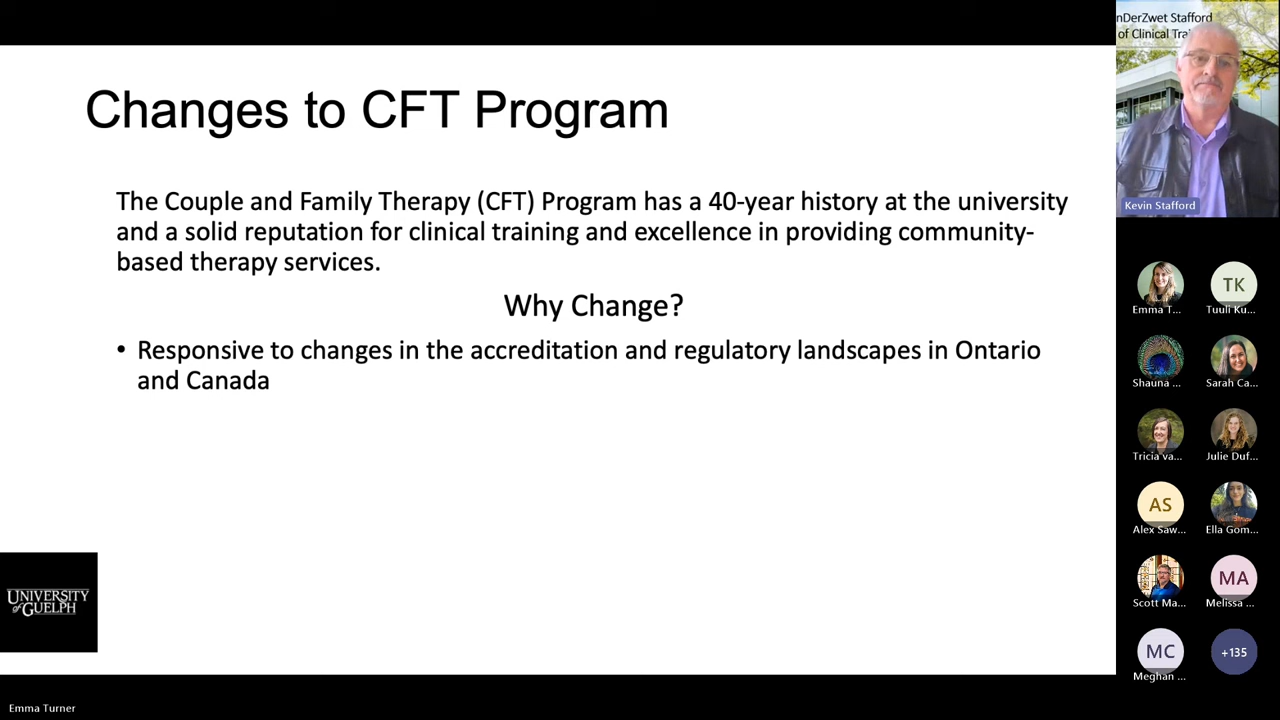 Changes to CFT Program
The Couple and Family Therapy (CFT) Program has a 40-year history at the university
and a solid reputation for clinical training and excellence in providing community-
based therapy services.
Why Change?
• Responsive to changes in the accreditation and regulatory landscapes in Ontario
and Canada
UNIVERSITY
of GUELPH
Emma Turner
nDerZwet Stafford
of Clinical Trai
Kevin Stafford
Emma T...
TK
Tuuli Ku...
Shauna ...
Sarah Ca...
Tricia va...
Julie Duf...
AS
Alex Saw...
Ella Gom...
Scott Ma...
MA
Melissa ...
MC
Meghan ...
+135